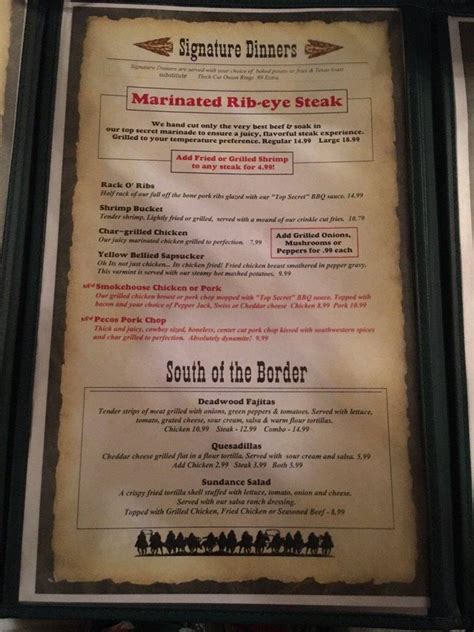 Signature Dinners
Signature Dinners are served with your choice of baked potato or fries & Texas toast
substitute Thick Cut Onion Rings .99 Extra
Marinated Rib-eye Steak
We hand cut only the very best beef & soak in
our top secret marinade to ensure a juicy, flavorful steak experience.
Grilled to your temperature preference. Regular 14.99 Large 18.99
Add Fried or Grilled Shrimp
to any steak for 4.99!
Rack O' Ribs
Half rack of our fall off the bone pork ribs glazed with our "Top Secret" BBQ sauce. 14.99
Shrimp Bucket
Tender shrimp, Lightly fried or grilled, served with a mound of our crinkle cut fries. 10.79
Char-grilled Chicken
Our juicy marinated chicken grilled to perfection. 7.99
Add Grilled Onions,
Mushrooms or
Peppers for .99 each
Yellow Bellied Sapsucker
Oh Its not just chicken.. Its chicken fried! Fried chicken breast smothered in pepper gravy.
This varmint is served with our steamy hot mashed potatoes. 9.99
New Smokehouse Chicken or Pork
Our grilled chicken breast or pork chop mopped with "Top Secret" BBQ sauce. Topped with
bacon and your choice of Pepper Jack, Swiss or Cheddar cheese Chicken 8.99 Pork 10.99
New Pecos Pork Chop
Thick and juicy, cowboy sized, boneless, center cut pork chop kissed with southwestern spices
and char grilled to perfection. Absolutely dynamite! 9.99
South of the Border
Deadwood Fajitas
Tender strips of meat grilled with onions, green peppers & tomatoes. Served with lettuce,
tomato, grated cheese, sour cream, salsa & warm flour tortillas.
Chicken 10.99 Steak - 12.99 Combo - 14.99
Quesadillas
Cheddar cheese grilled flat in a flour tortilla. Served with sour cream and salsa. 5.99
Add Chicken 2.99 Steak 3.99 Both 5.99
Sundance Salad
A crispy fried tortilla shell stuffed with lettuce, tomato, onion and cheese.
Served with our salsa ranch dressing.
Topped with Grilled Chicken, Fried Chicken or Seasoned Beef - 8.99